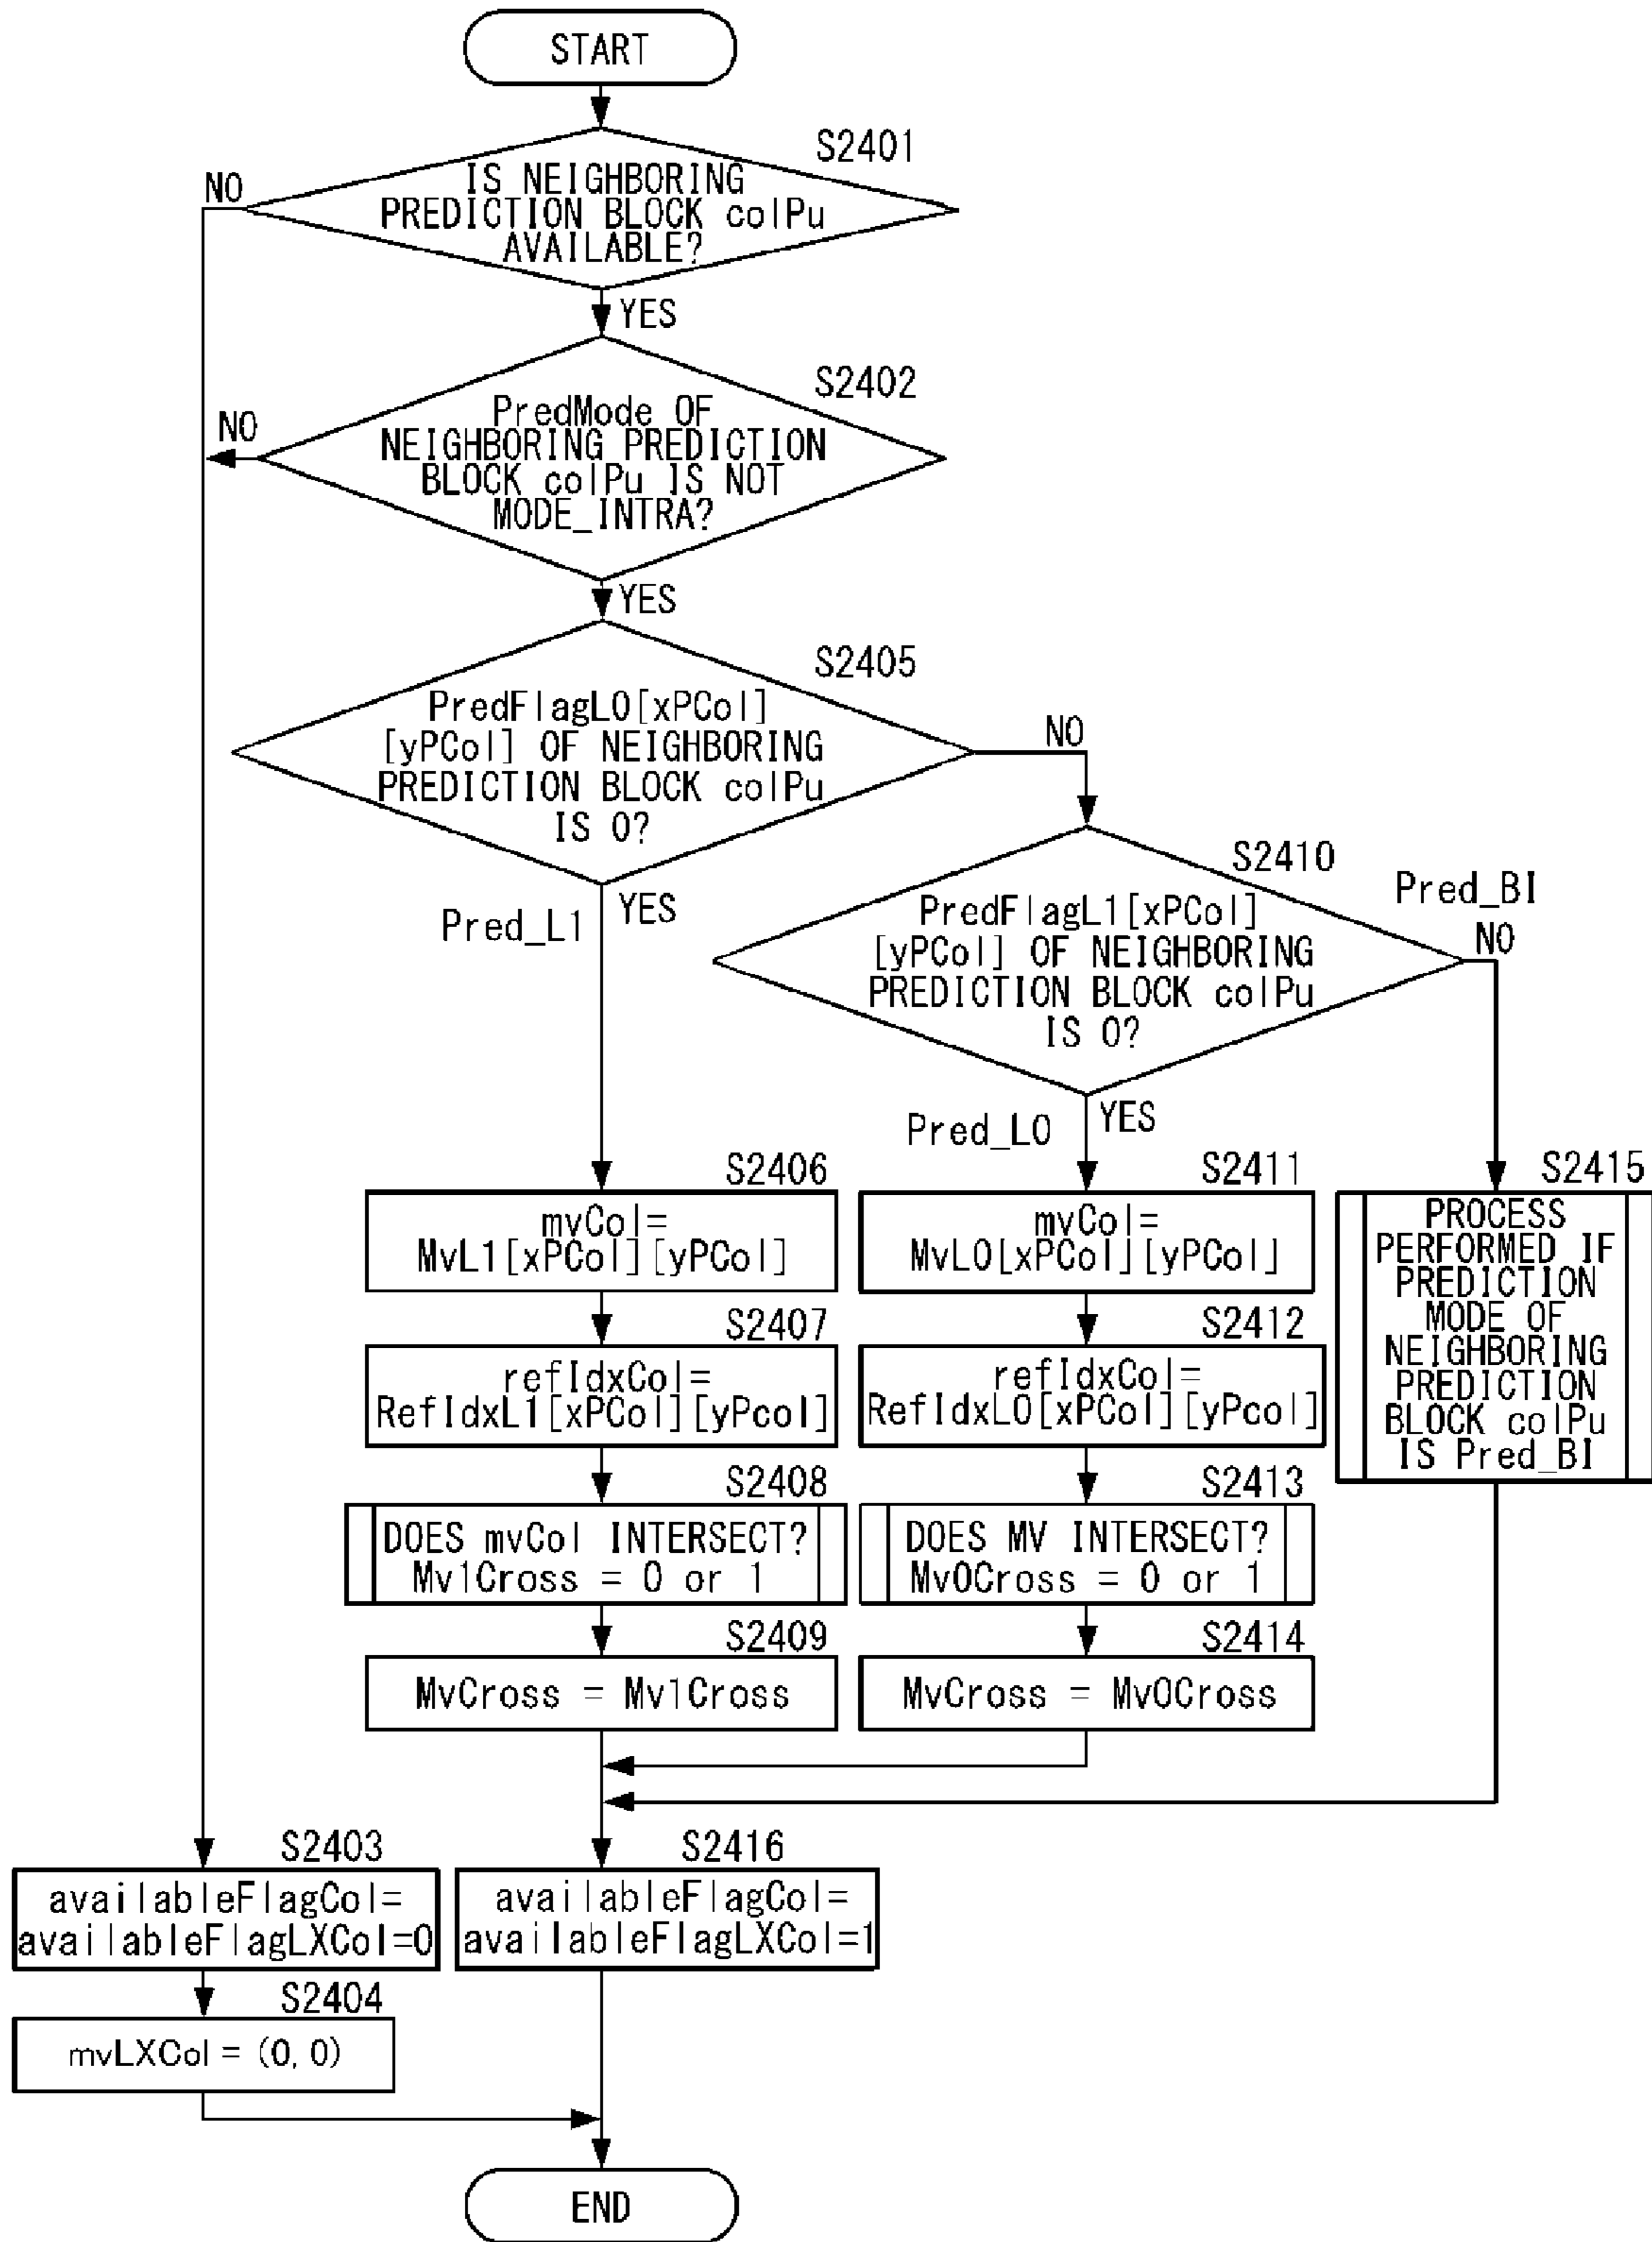 START
S2401
NO
IS NEIGHBORING
PREDICTION BLOCK colPu
AVAILABLE?
YES
S2402
NO
PredMode OF
NEIGHBORING PREDICTION
BLOCK colPu IS NOT
MODE_INTRA?
YES
S2405
PredFlagL0[xPCol]
[yPCol] OF NEIGHBORING
PREDICTION BLOCK colPu
IS 0?
NO
Pred_L1
YES
S2410
PredFlagL1[xPCol]
[yPCol] OF NEIGHBORING
PREDICTION BLOCK colPu
IS 0?
Pred_BI
NO
Pred_L0
YES
S2406
mvCol=
MvL1[xPCol][yPCol]
S2407
refIdxCol=
RefIdxL1[xPCol][yPcol]
S2408
DOES mvCol INTERSECT?
Mv1Cross = 0 or 1
S2409
MvCross = Mv1Cross
S2411
mvCol=
MvL0[xPCol][yPCol]
S2412
refIdxCol=
RefIdxL0[xPCol][yPcol]
S2413
DOES MV INTERSECT?
Mv0Cross = 0 or 1
S2414
MvCross = Mv0Cross
S2415
PROCESS
PERFORMED IF
PREDICTION
MODE OF
NEIGHBORING
PREDICTION
BLOCK colPu
IS Pred_BI
S2403
availableFlagCol=
availableFlagLXCol=0
S2404
mvLXCol = (0, 0)
S2416
availableFlagCol=
availableFlagLXCol=1
END